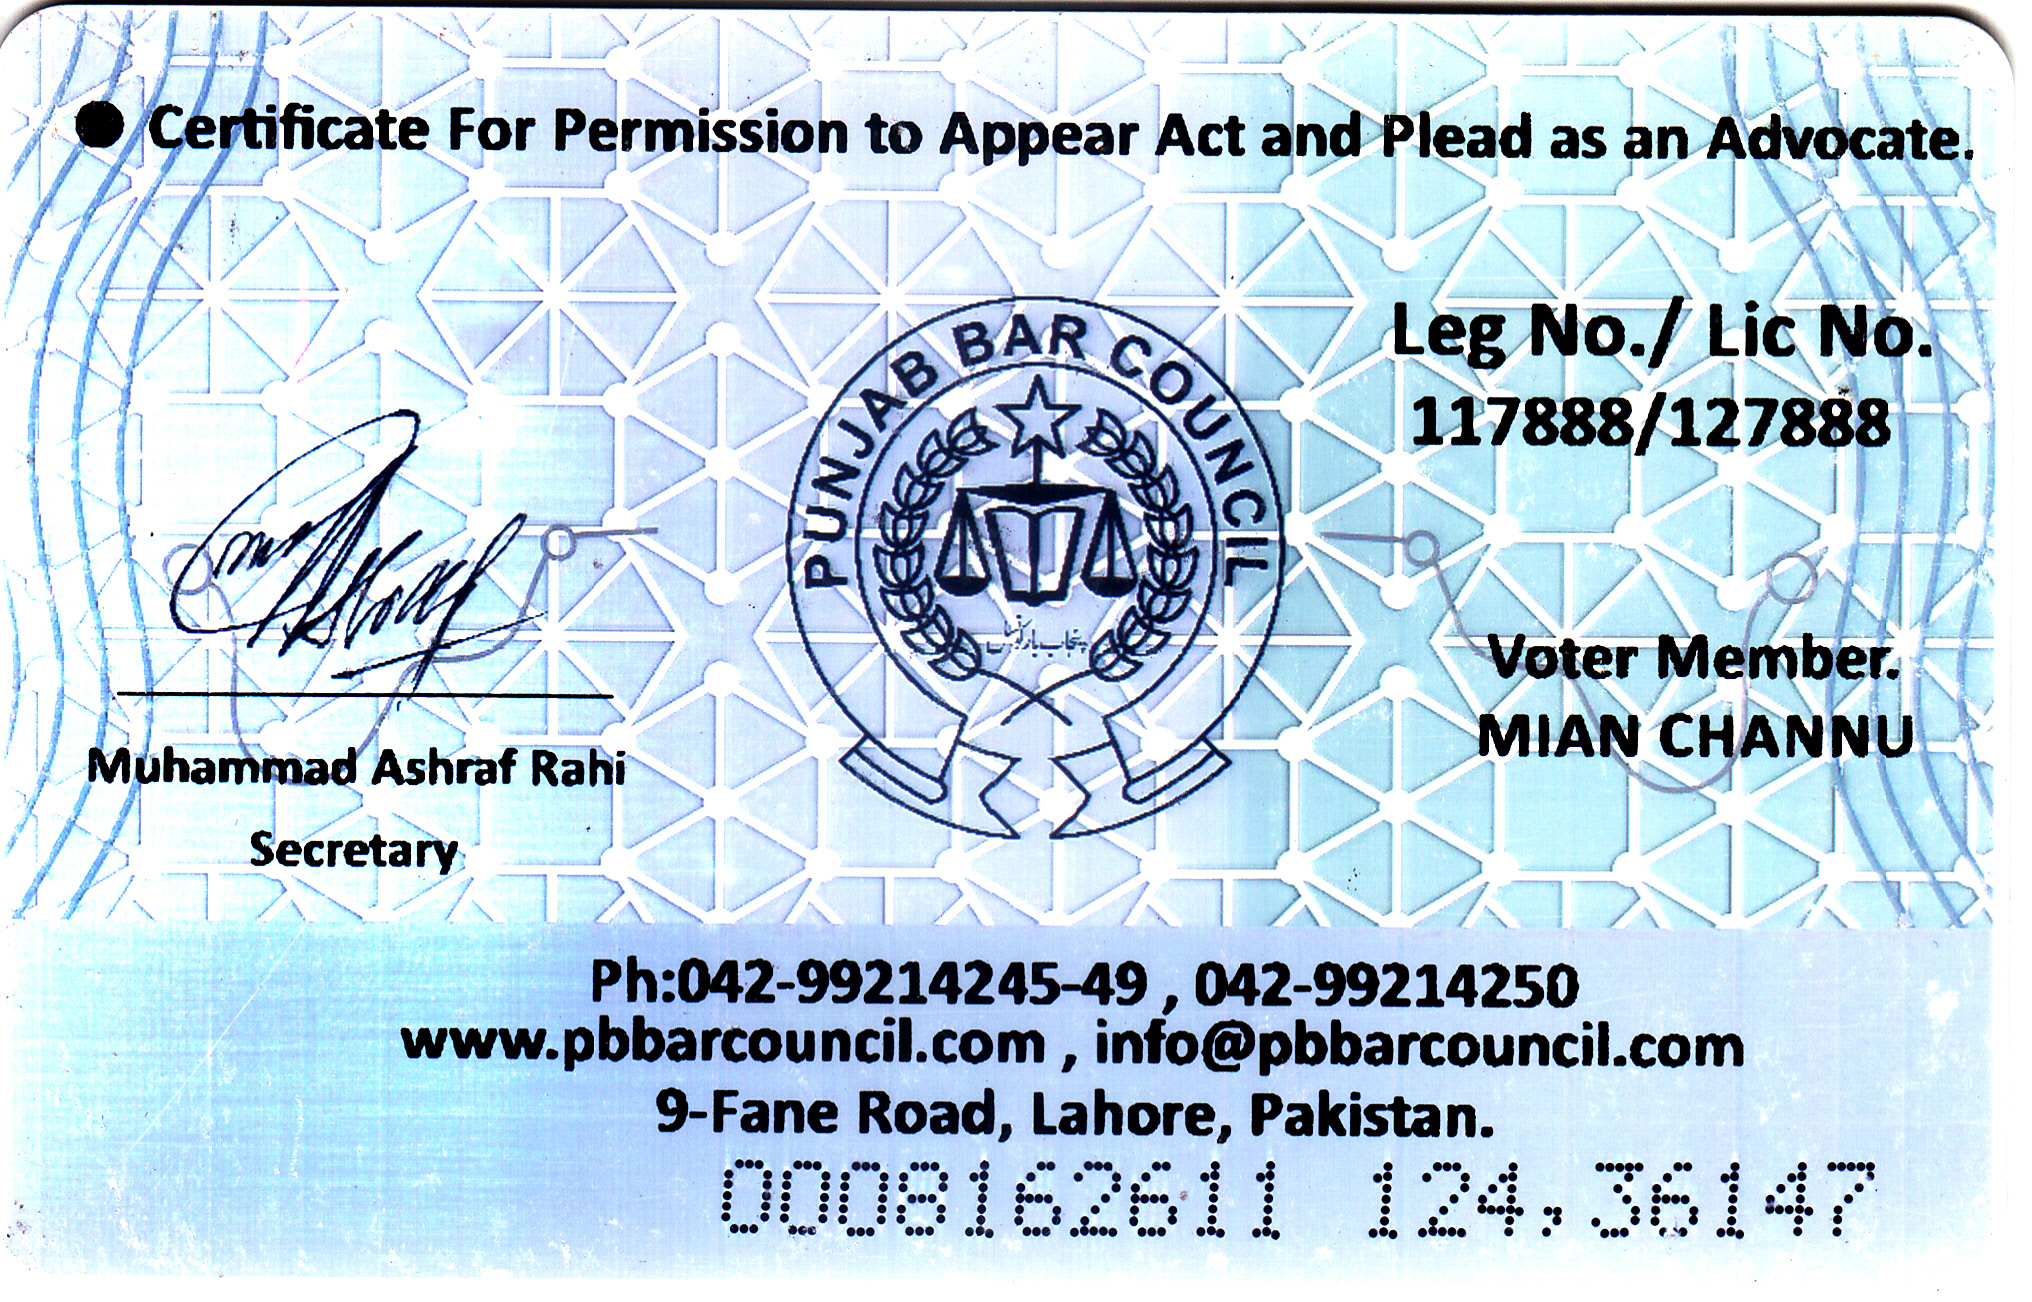 ● Certificate For Permission to Appear Act and Plead as an Advocate.
PUNJAB BAR COUNCIL
پنجاب بار کونسل
Leg No./ Lic No.
117888/127888
Voter Member.
MIAN CHANNU
Muhammad Ashraf Rahi
Secretary
Ph:042-99214245-49 , 042-99214250
www.pbbarcouncil.com , info@pbbarcouncil.com
9-Fane Road, Lahore, Pakistan.
0008162611 124,36147